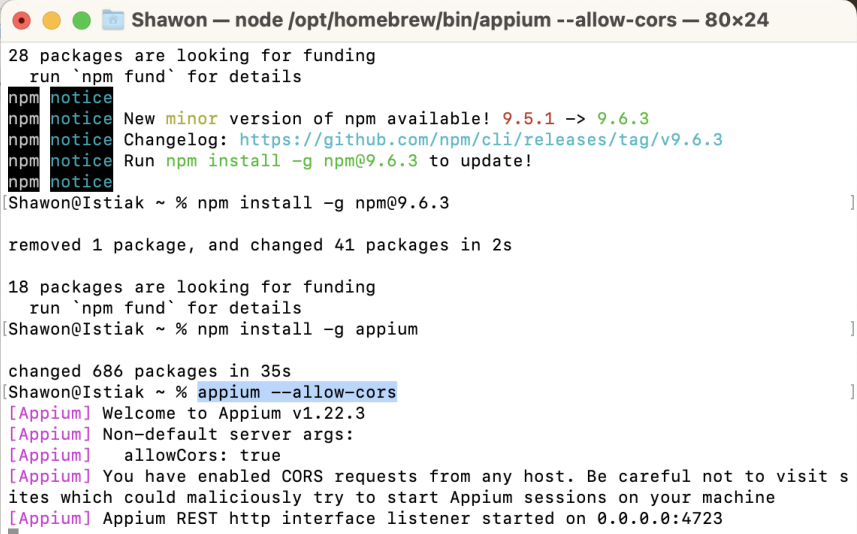 Shawon — node /opt/homebrew/bin/appium --allow-cors — 80×24
28 packages are looking for funding
  run `npm fund` for details
npm notice
npm notice New minor version of npm available! 9.5.1 -> 9.6.3
npm notice Changelog: https://github.com/npm/cli/releases/tag/v9.6.3
npm notice Run npm install -g npm@9.6.3 to update!
npm notice
[Shawon@Istiak ~ % npm install -g npm@9.6.3 ]
removed 1 package, and changed 41 packages in 2s
18 packages are looking for funding
  run `npm fund` for details
[Shawon@Istiak ~ % npm install -g appium ]
changed 686 packages in 35s
[Shawon@Istiak ~ % appium --allow-cors ]
[Appium] Welcome to Appium v1.22.3
[Appium] Non-default server args:
[Appium]   allowCors: true
[Appium] You have enabled CORS requests from any host. Be careful not to visit s
ites which could maliciously try to start Appium sessions on your machine
[Appium] Appium REST http interface listener started on 0.0.0.0:4723